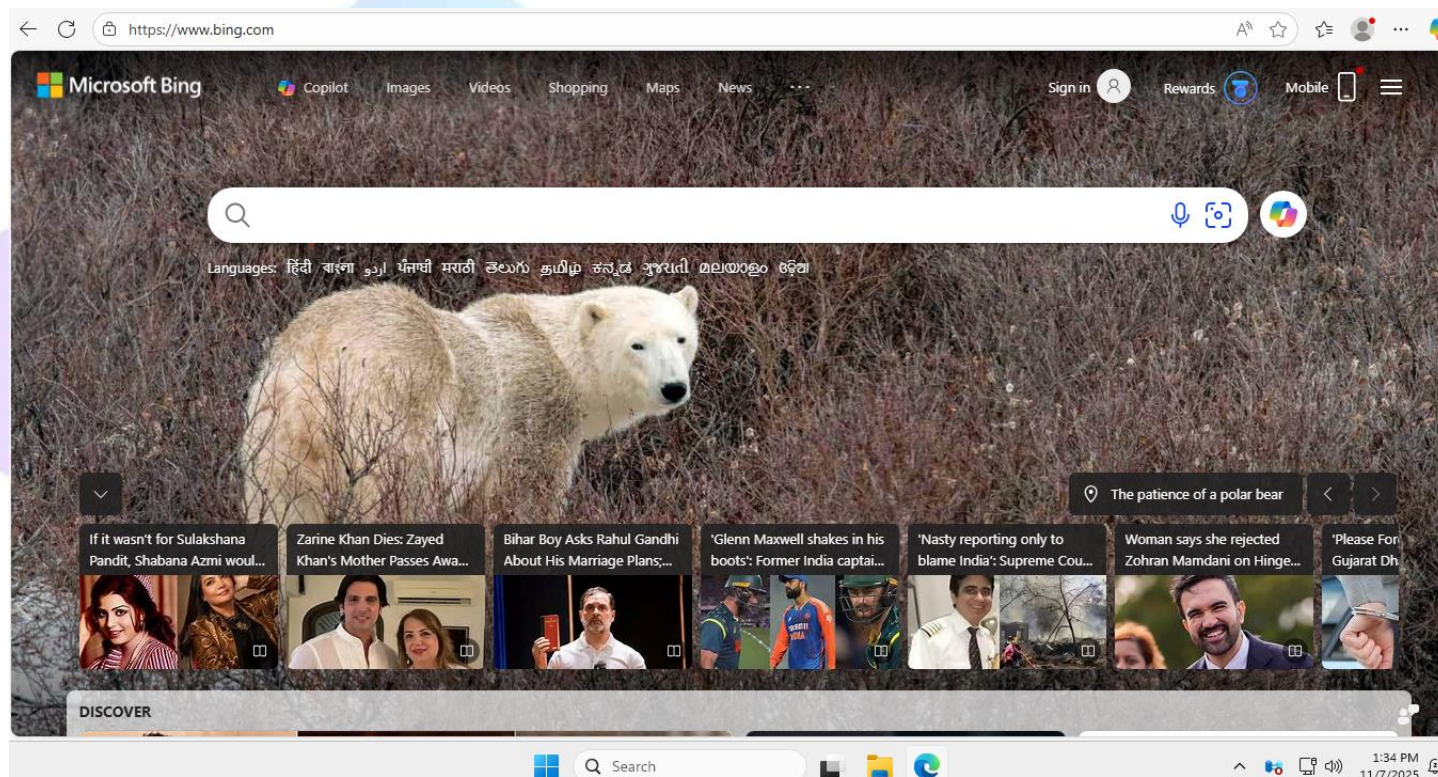 https://www.bing.com
Microsoft Bing
Copilot
Images
Videos
Shopping
Maps
News
Sign in
Rewards
Mobile
Languages: हिंदी বাংলা اردو ਪੰਜਾਬੀ मराठी తెలుగు தமிழ் ಕನ್ನಡ ગુજરાતી മലയാളം ଓଡ଼ିଆ
The patience of a polar bear
If it wasn't for Sulakshana
Pandit, Shabana Azmi woul...
Zarine Khan Dies: Zayed
Khan's Mother Passes Awa...
Bihar Boy Asks Rahul Gandhi
About His Marriage Plans;...
'Glenn Maxwell shakes in his
boots': Former India captai...
'Nasty reporting only to
blame India': Supreme Cou...
Woman says she rejected
Zohran Mamdani on Hinge...
'Please For
Gujarat Dh
INDIA
DISCOVER
Search
1:34 PM
11/7/2025